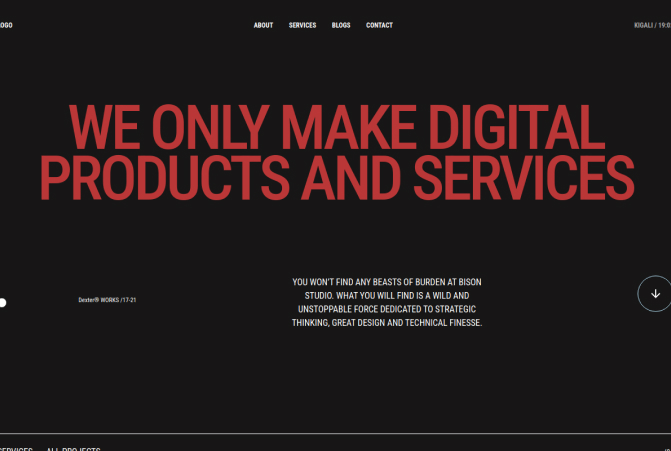 OGO
ABOUT SERVICES BLOGS CONTACT
KIGALI / 19:0
WE ONLY MAKE DIGITAL
PRODUCTS AND SERVICES
Dexter® WORKS /17-21
YOU WON'T FIND ANY BEASTS OF BURDEN AT BISON
STUDIO. WHAT YOU WILL FIND IS A WILD AND
UNSTOPPABLE FORCE DEDICATED TO STRATEGIC
THINKING, GREAT DESIGN AND TECHNICAL FINESSE.
SERVICES ALL PROJECTS